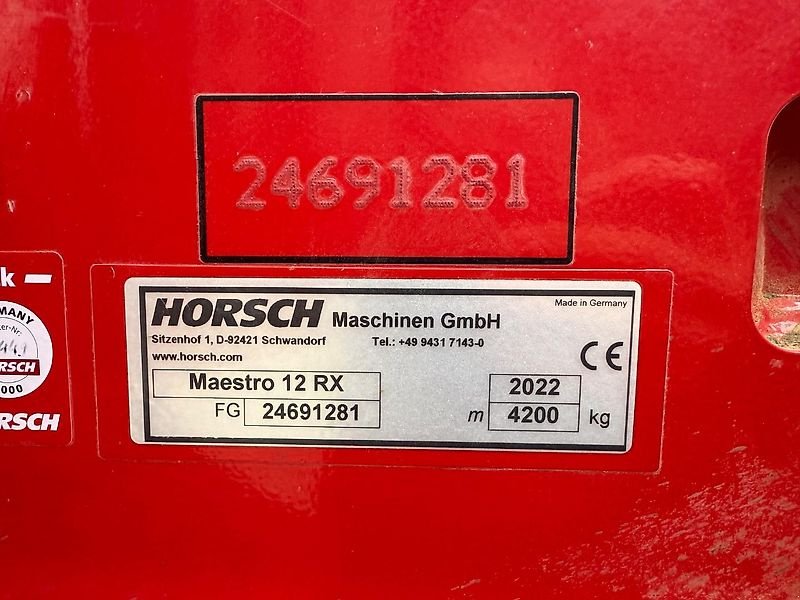 24691281
HORSCH Maschinen GmbH
Made in Germany
Sitzenhof 1, D-92421 Schwandorf Tel.: +49 9431 7143-0
www.horsch.com
CE
Maestro 12 RX 2022
FG 24691281 m 4200 kg